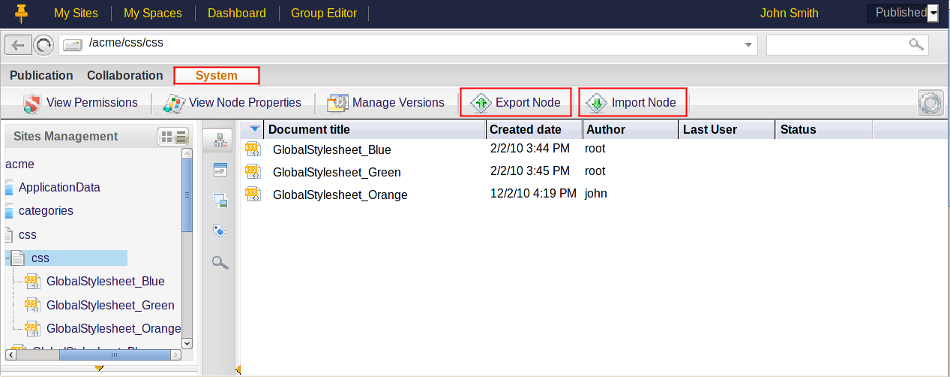 My Sites My Spaces Dashboard Group Editor John Smith Published
/acme/css/css
Publication Collaboration System
View Permissions View Node Properties Manage Versions Export Node Import Node
Sites Management
Document title Created date Author Last User Status
GlobalStylesheet_Blue 2/2/10 3:44 PM root
GlobalStylesheet_Green 2/2/10 3:45 PM root
GlobalStylesheet_Orange 12/2/10 4:19 PM john
acme
ApplicationData
categories
css
css
GlobalStylesheet_Blue
GlobalStylesheet_Green
GlobalStylesheet_Orange